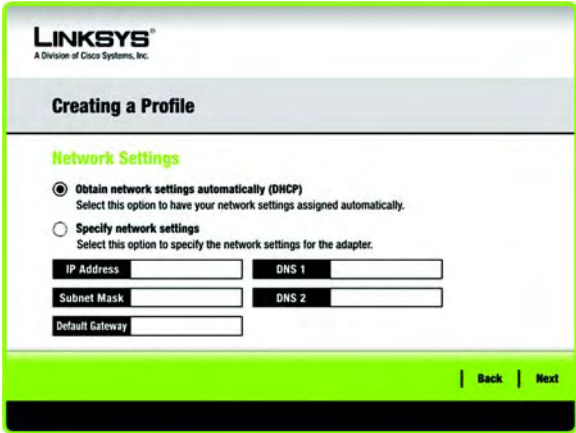 LINKSYS®
A Division of Cisco Systems, Inc.
Creating a Profile
Network Settings
Obtain network settings automatically (DHCP)
Select this option to have your network settings assigned automatically.
Specify network settings
Select this option to specify the network settings for the adapter.
IP Address DNS 1
Subnet Mask DNS 2
Default Gateway
Back Next